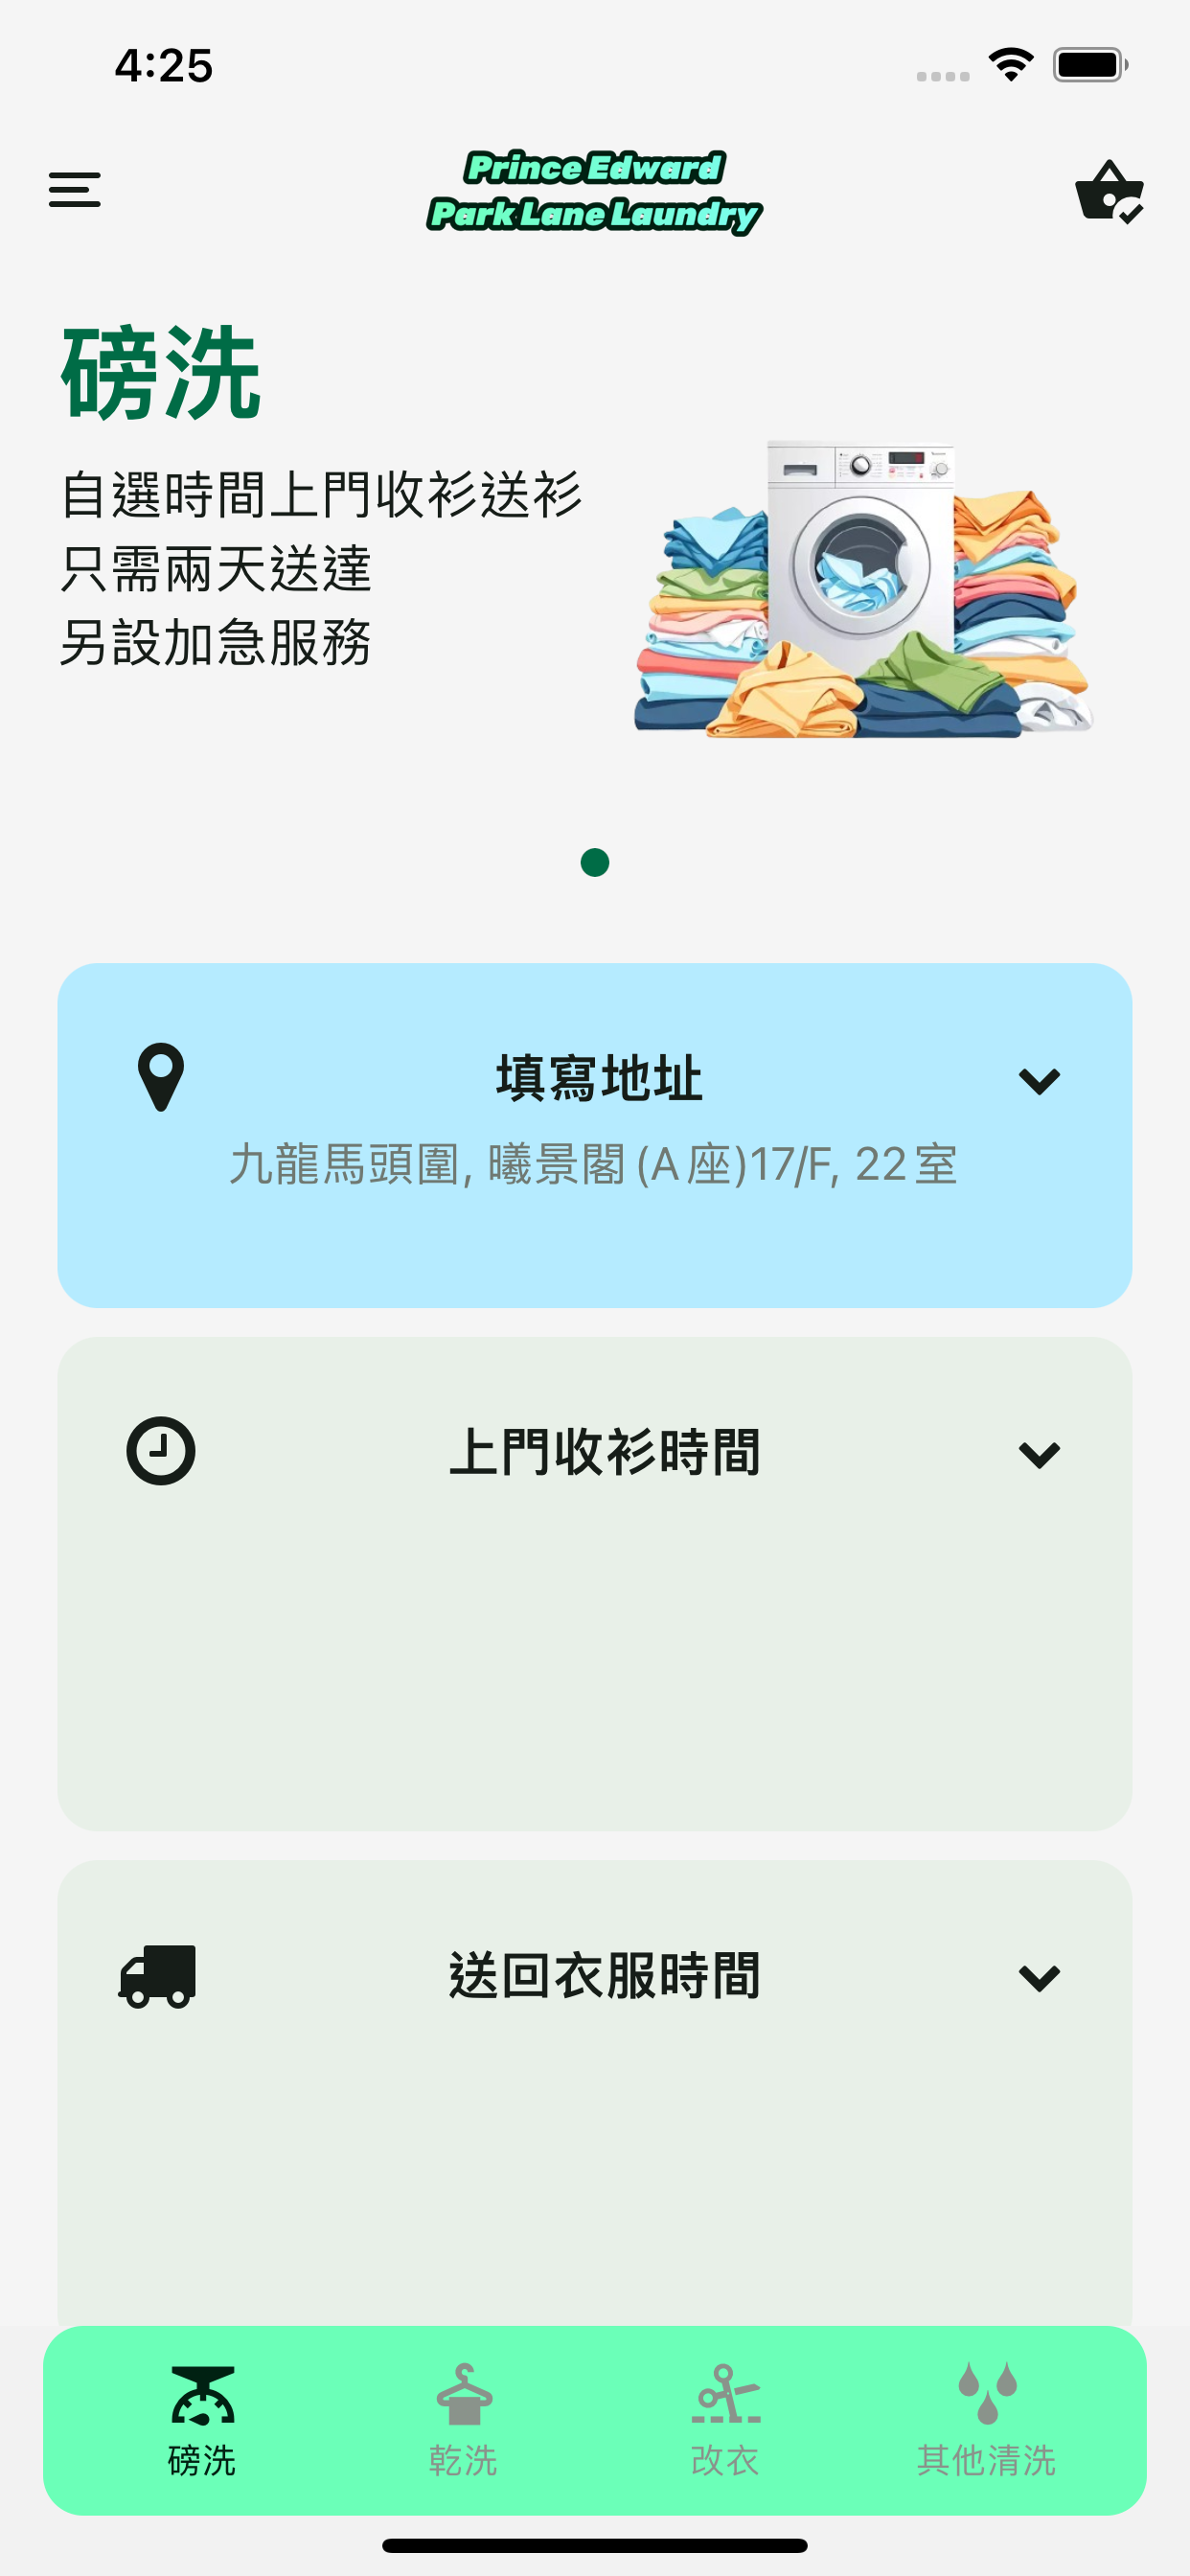 4:25
Prince Edward
Park Lane Laundry
磅洗
自選時間上門收衫送衫
只需兩天送達
另設加急服務
填寫地址
九龍馬頭圍, 曦景閣(A座)17/F, 22室
上門收衫時間
送回衣服時間
磅洗
乾洗
改衣
其他清洗